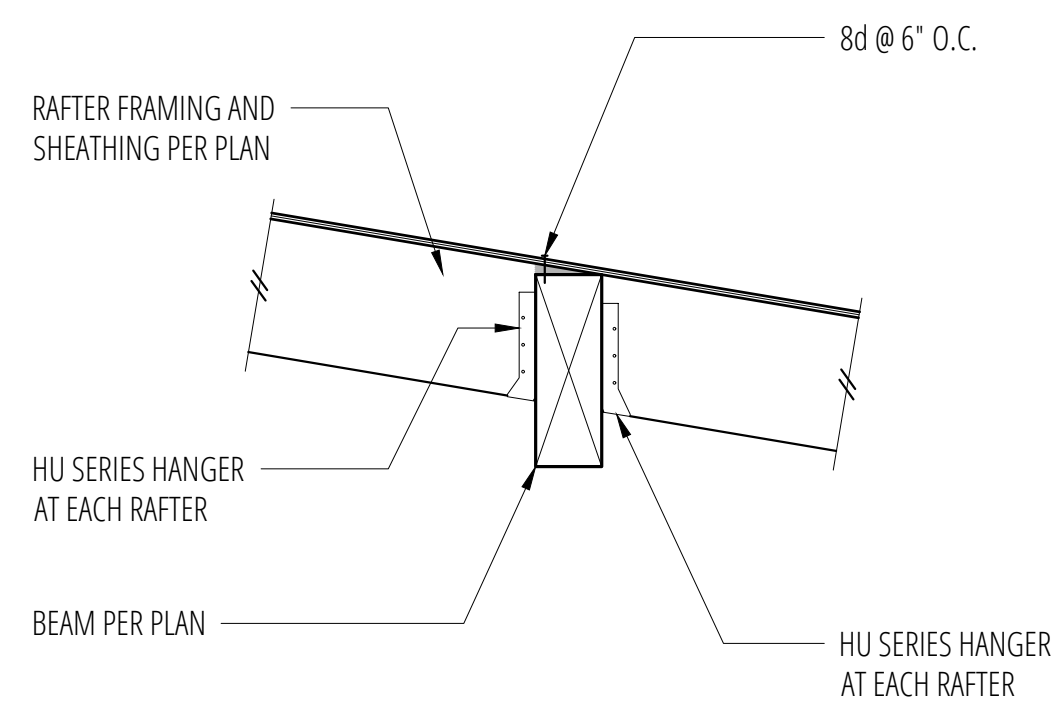 8d @ 6" O.C.
RAFTER FRAMING AND
SHEATHING PER PLAN
HU SERIES HANGER
AT EACH RAFTER
BEAM PER PLAN
HU SERIES HANGER
AT EACH RAFTER